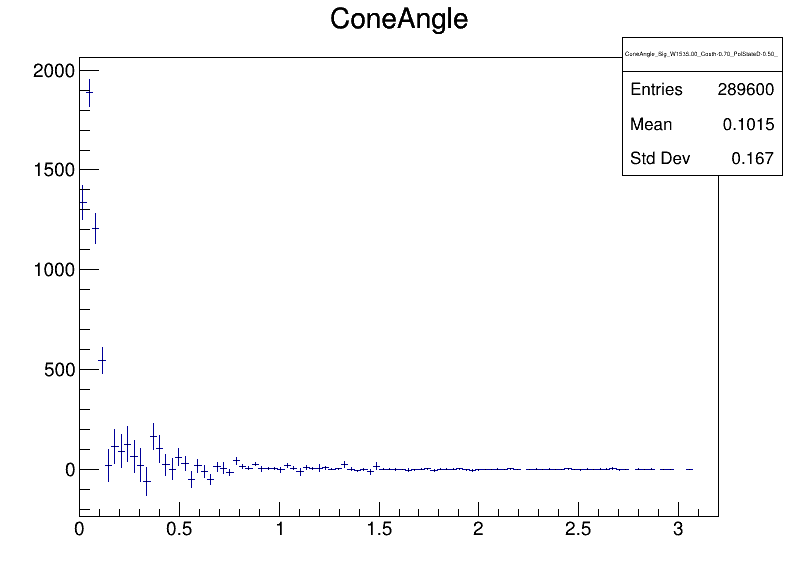 ConeAngle
ConeAngle_Sig_W1535.00_Costh-0.70_PolStateD-0.50_
Entries 289600
Mean 0.1015
Std Dev 0.167
2000
1500
1000
500
0
0 0.5 1 1.5 2 2.5 3